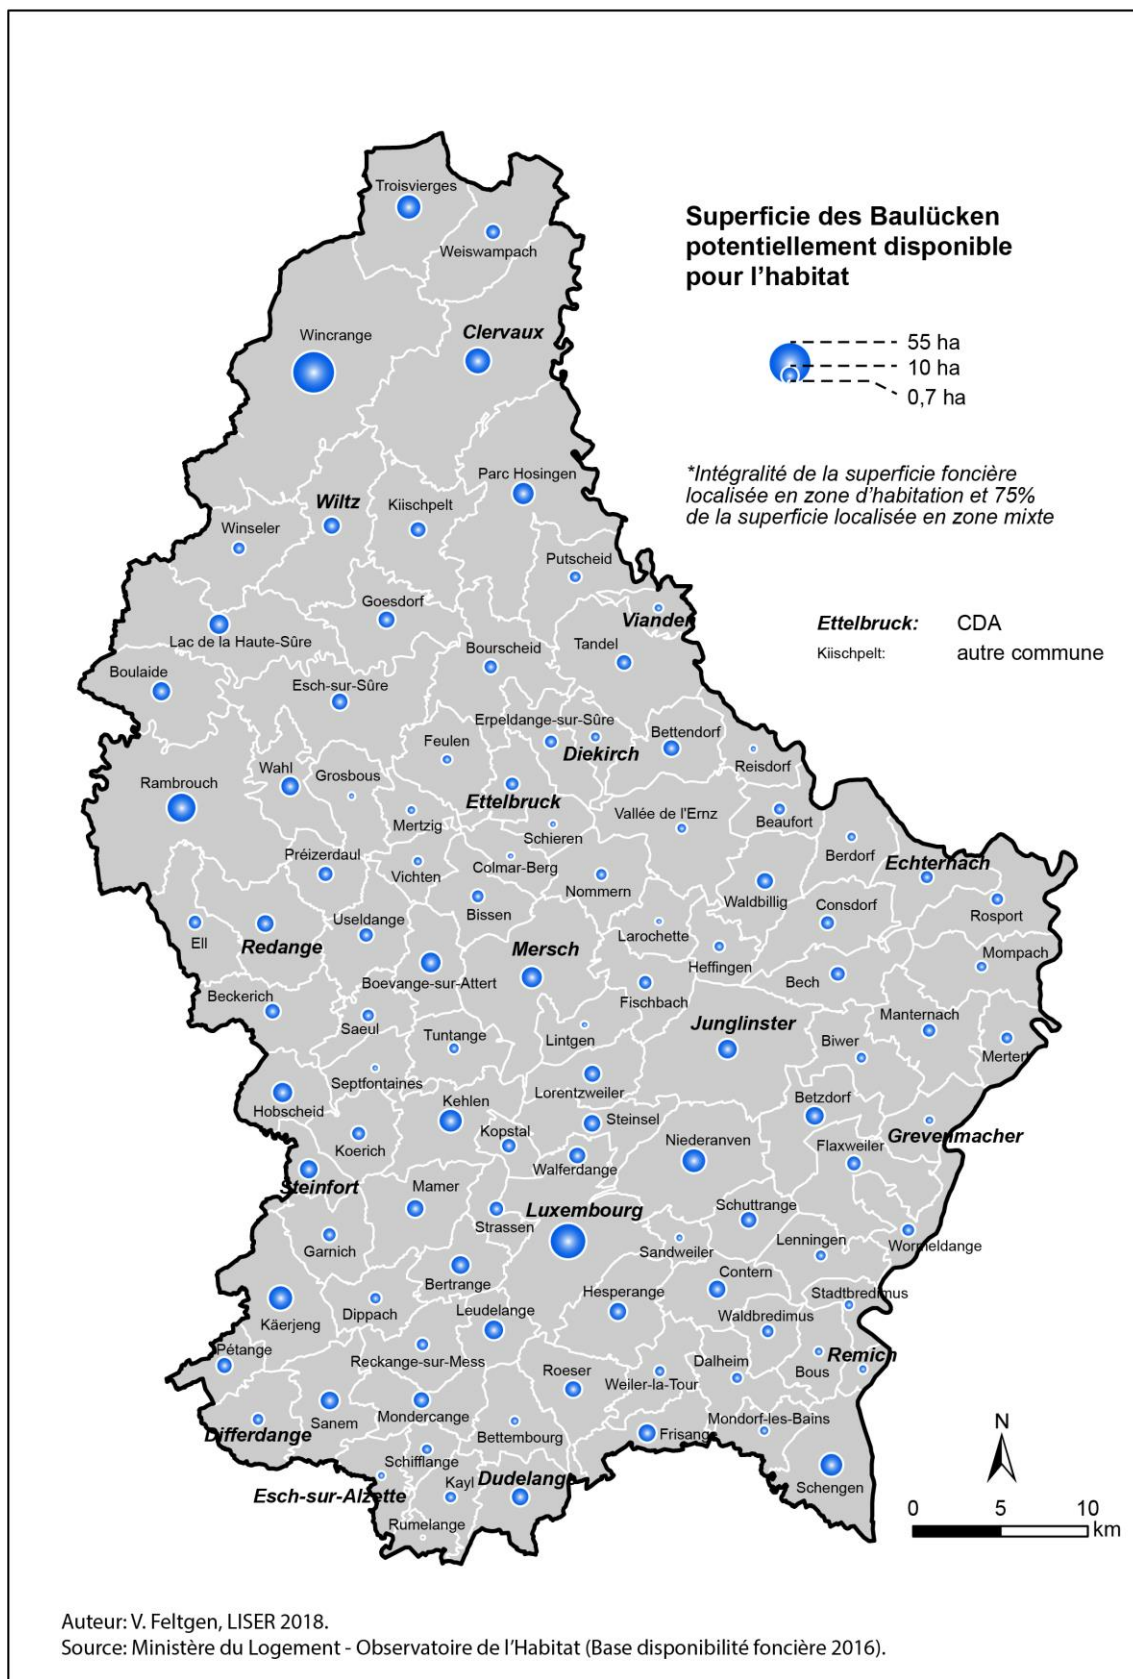 Troisvierges
Weiswampach
Superficie des Baulücken
potentiellement disponible
pour l'habitat
Wincrange
Clervaux
55 ha
10 ha
0,7 ha
*Intégralité de la superficie foncière
localisée en zone d'habitation et 75%
de la superficie localisée en zone mixte
Parc Hosingen
Wiltz
Kiischpelt
Winseler
Putscheid
Goesdorf
Vianden
Ettelbruck: CDA
Kiischpelt: autre commune
Lac de la Haute-Sûre
Bourscheid
Tandel
Boulaide
Esch-sur-Sûre
Erpeldange-sur-Sûre
Feulen
Diekirch
Bettendorf
Reisdorf
Rambrouch
Wahl
Grosbous
Ettelbruck
Mertzig
Schieren
Vallée de l'Ernz
Beaufort
Berdorf
Echternach
Préizerdaul
Vichten
Colmar-Berg
Nommern
Waldbillig
Consdorf
Rosport
Ell
Redange
Useldange
Bissen
Larochette
Heffingen
Mompach
Mersch
Boevange-sur-Attert
Fischbach
Bech
Beckerich
Saeul
Tuntange
Lintgen
Junglinster
Manternach
Biwer
Mertert
Septfontaines
Lorentzweiler
Hobscheid
Kehlen
Steinsel
Betzdorf
Koerich
Kopstal
Walferdange
Niederanven
Flaxweiler
Grevenmacher
Steinfort
Mamer
Strassen
Luxembourg
Schuttrange
Sandweiler
Lenningen
Wormeldange
Garnich
Bertrange
Contern
Stadtbredimus
Käerjeng
Dippach
Leudelange
Hesperange
Waldbredimus
Pétange
Reckange-sur-Mess
Roeser
Weiler-la-Tour
Dalheim
Bous
Remich
Sanem
Mondercange
Differdange
Bettembourg
Frisange
Mondorf-les-Bains
Schifflange
Kayl
Dudelange
Schengen
Esch-sur-Alzette
Rumelange
N
0 5 10
km
Auteur: V. Feltgen, LISER 2018.
Source: Ministère du Logement - Observatoire de l'Habitat (Base disponibilité foncière 2016).